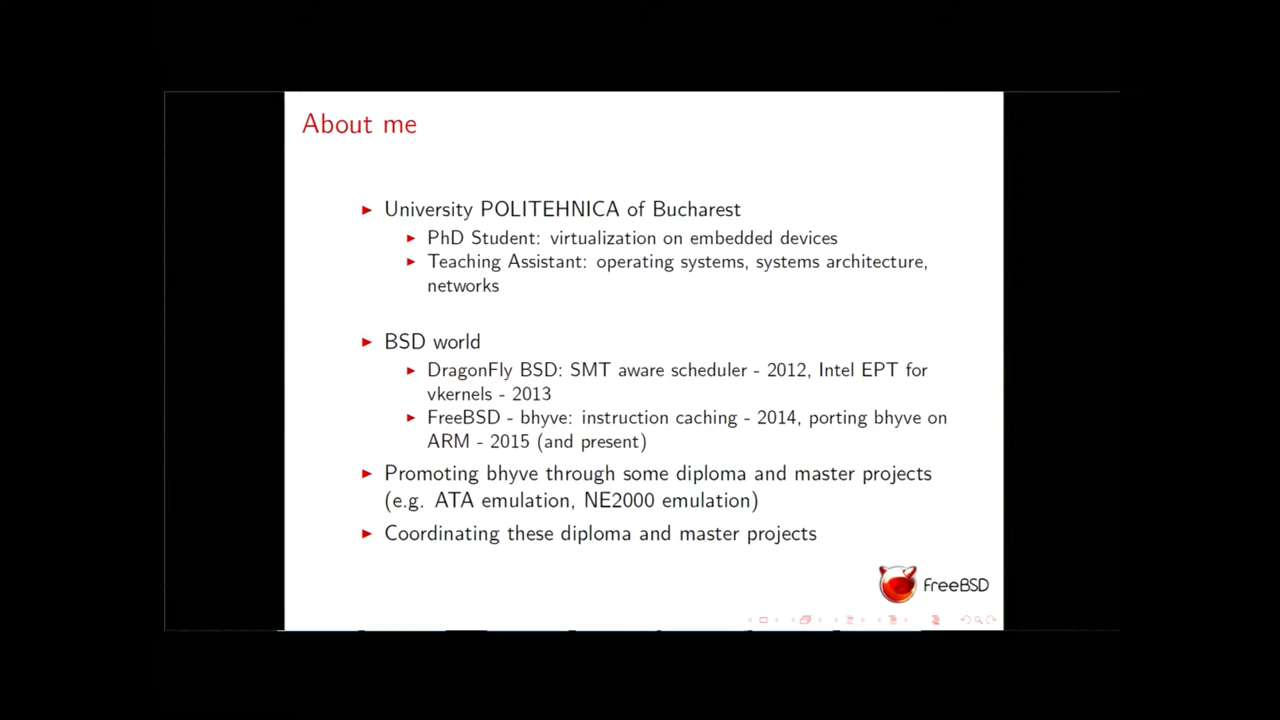 About me
University POLITEHNICA of Bucharest
PhD Student: virtualization on embedded devices
Teaching Assistant: operating systems, systems architecture,
networks
BSD world
DragonFly BSD: SMT aware scheduler - 2012, Intel EPT for
vkernels - 2013
FreeBSD - bhyve: instruction caching - 2014, porting bhyve on
ARM - 2015 (and present)
Promoting bhyve through some diploma and master projects
(e.g. ATA emulation, NE2000 emulation)
Coordinating these diploma and master projects
FreeBSD